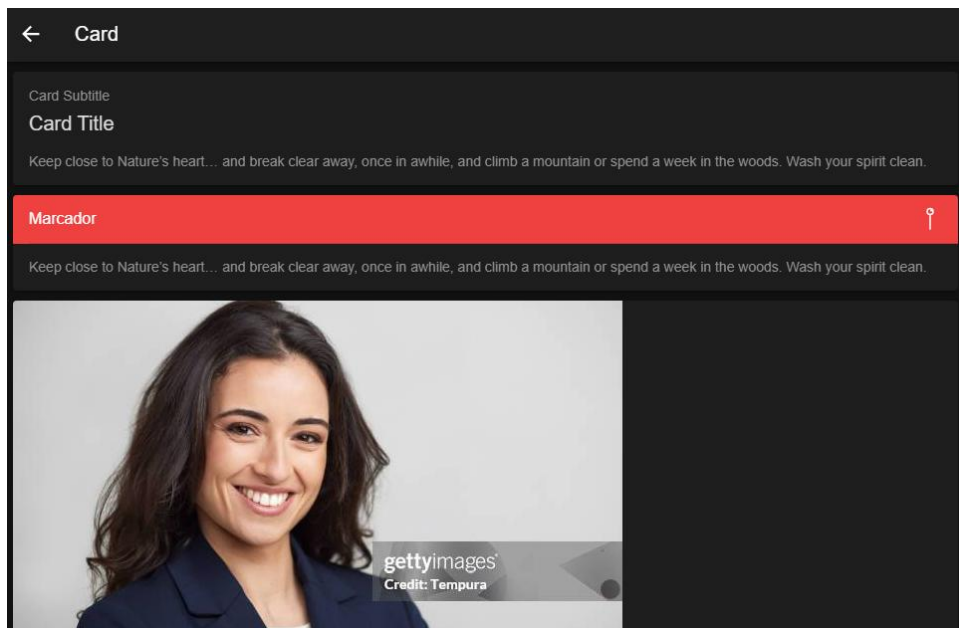 Card
Card Subtitle
Card Title
Keep close to Nature's heart… and break clear away, once in awhile, and climb a mountain or spend a week in the woods. Wash your spirit clean.
Marcador
Keep close to Nature's heart… and break clear away, once in awhile, and climb a mountain or spend a week in the woods. Wash your spirit clean.
gettyimages®
Credit: Tempura